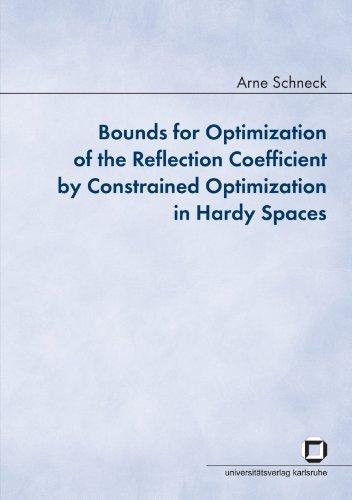 Arne Schneck
Bounds for Optimization
of the Reflection Coefficient
by Constrained Optimization
in Hardy Spaces
universitätsverlag karlsruhe